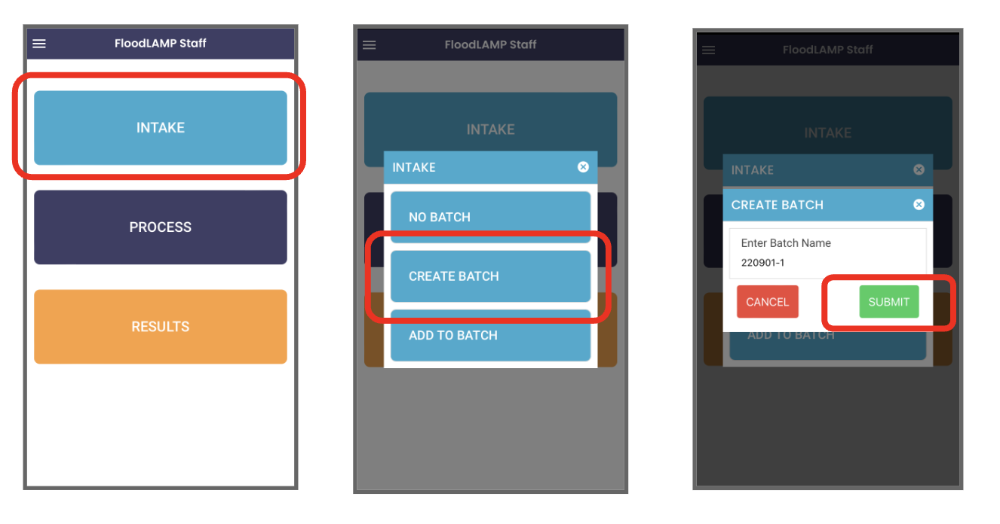 FloodLAMP Staff
INTAKE
PROCESS
RESULTS
FloodLAMP Staff
INTAKE
INTAKE
NO BATCH
CREATE BATCH
ADD TO BATCH
FloodLAMP Staff
INTAKE
INTAKE
CREATE BATCH
Enter Batch Name
220901-1
CANCEL
SUBMIT
ADD TO BATCH